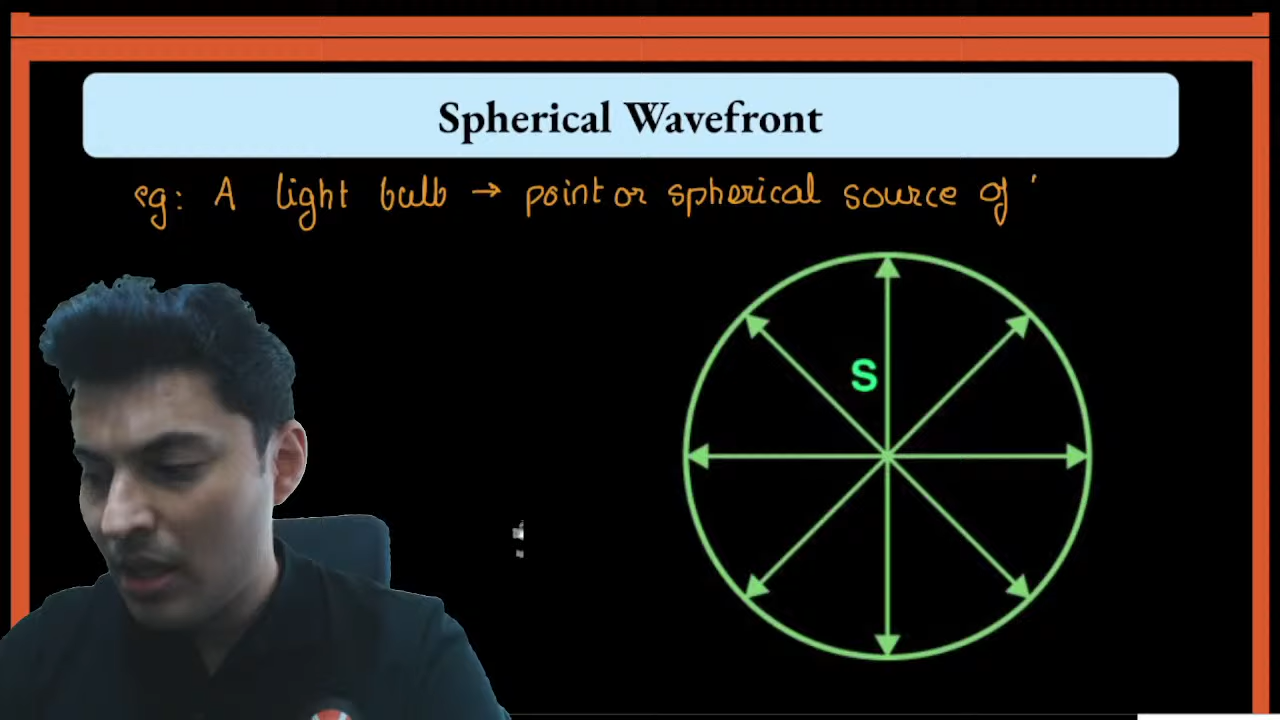 Spherical Wavefront
eg: A light bulb → point or spherical source of
S